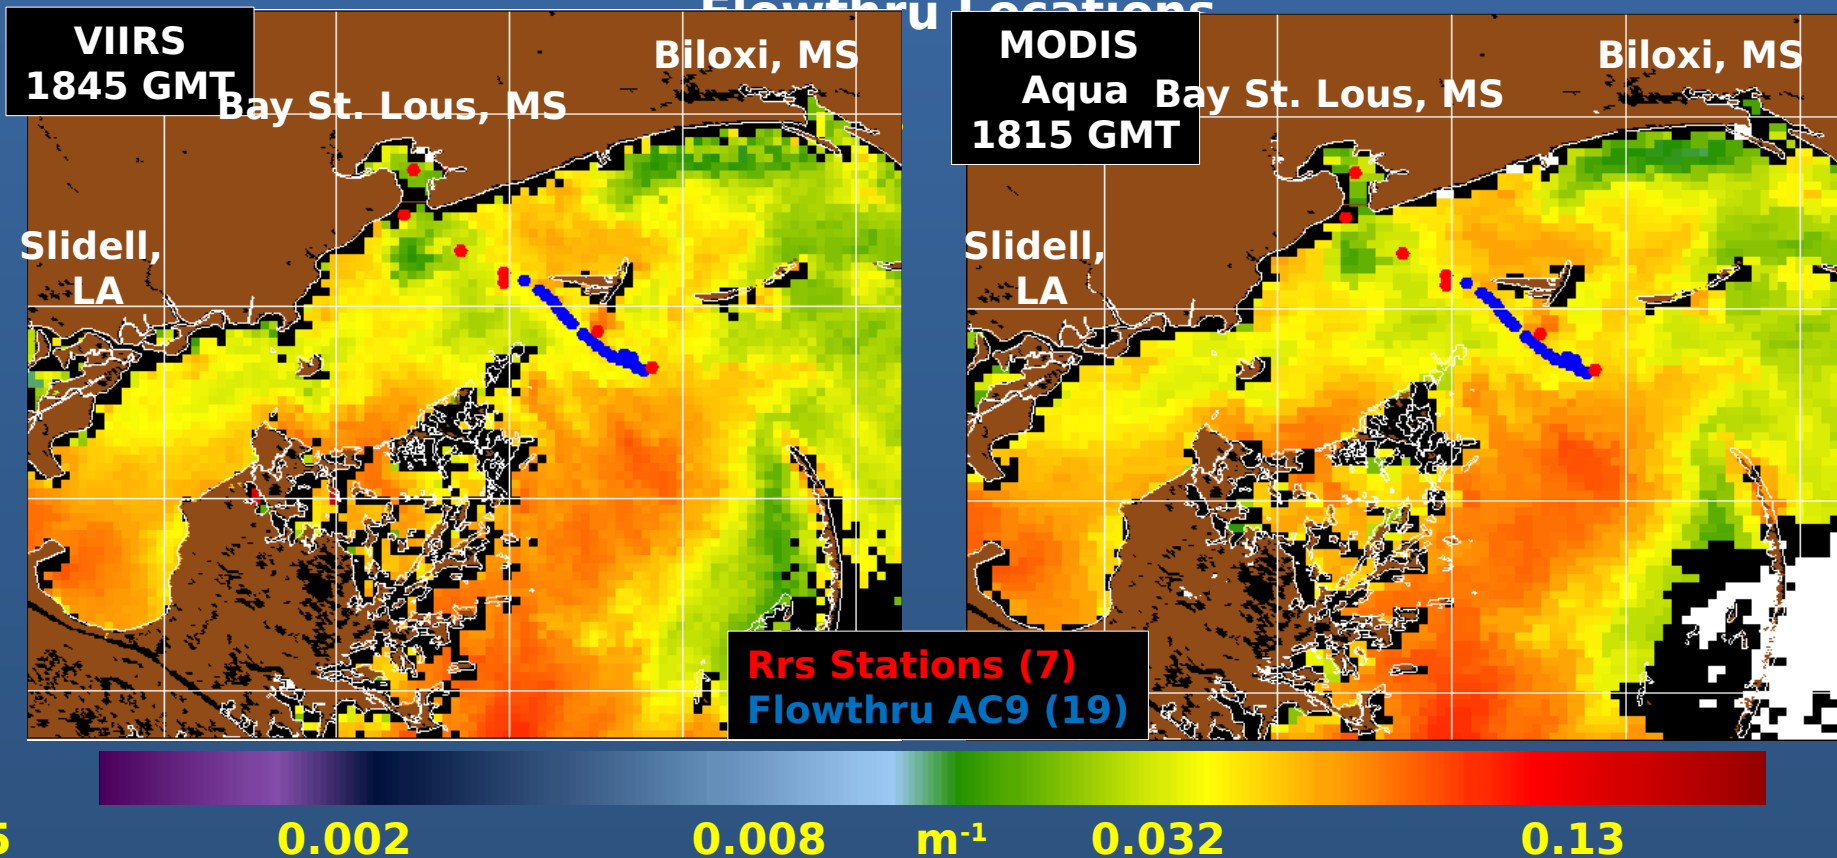 Flowthru Locations
VIIRS
1845 GMT
Biloxi, MS
Bay St. Lous, MS
Slidell,
LA
MODIS
Aqua
1815 GMT
Biloxi, MS
Bay St. Lous, MS
Slidell,
LA
Rrs Stations (7)
Flowthru AC9 (19)
0.002 0.008 m⁻¹ 0.032 0.13